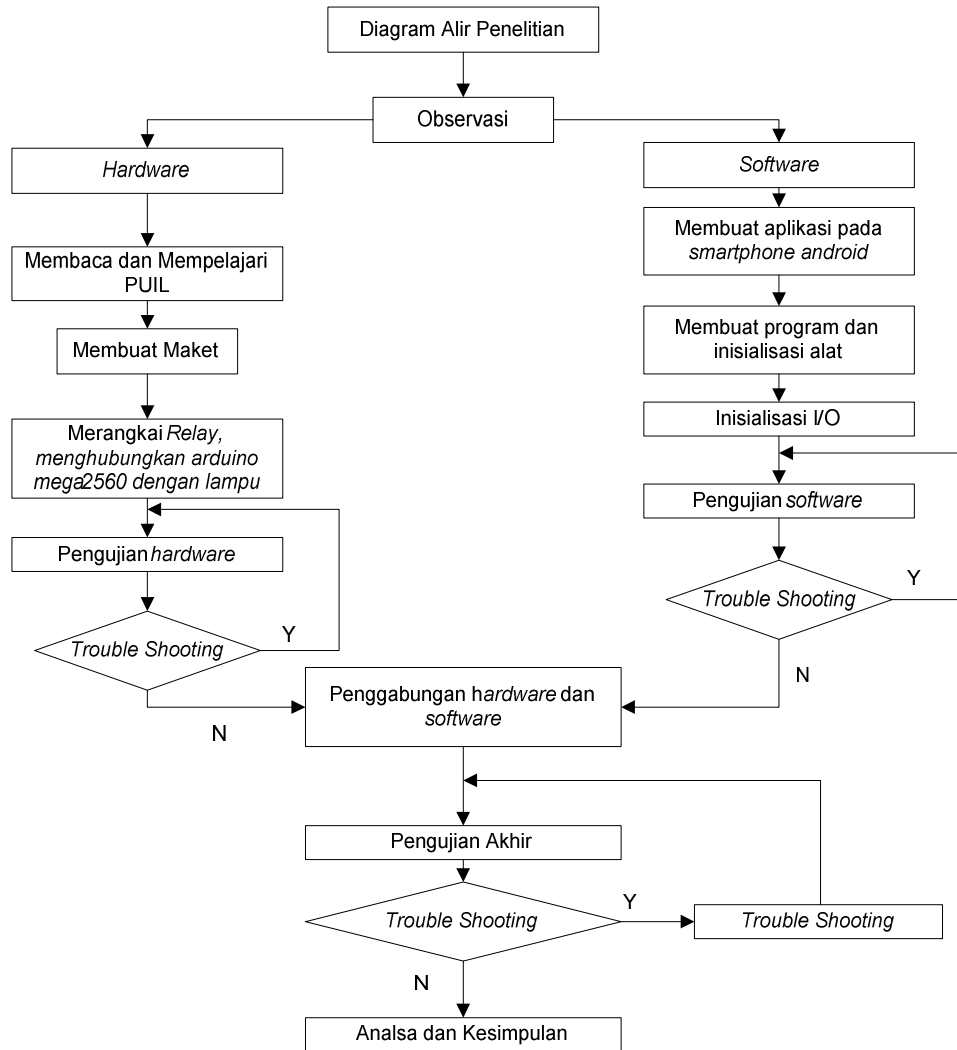 Diagram Alir Penelitian
Observasi
Hardware
Membaca dan Mempelajari
PUIL
Membuat Maket
Merangkai Relay,
menghubungkan arduino
mega2560 dengan lampu
Pengujian hardware
Trouble Shooting
Y
N
Software
Membuat aplikasi pada
smartphone android
Membuat program dan
inisialisasi alat
Inisialisasi I/O
Pengujian software
Trouble Shooting
Y
N
Penggabungan hardware dan
software
Pengujian Akhir
Trouble Shooting
Y
Trouble Shooting
N
Analsa dan Kesimpulan